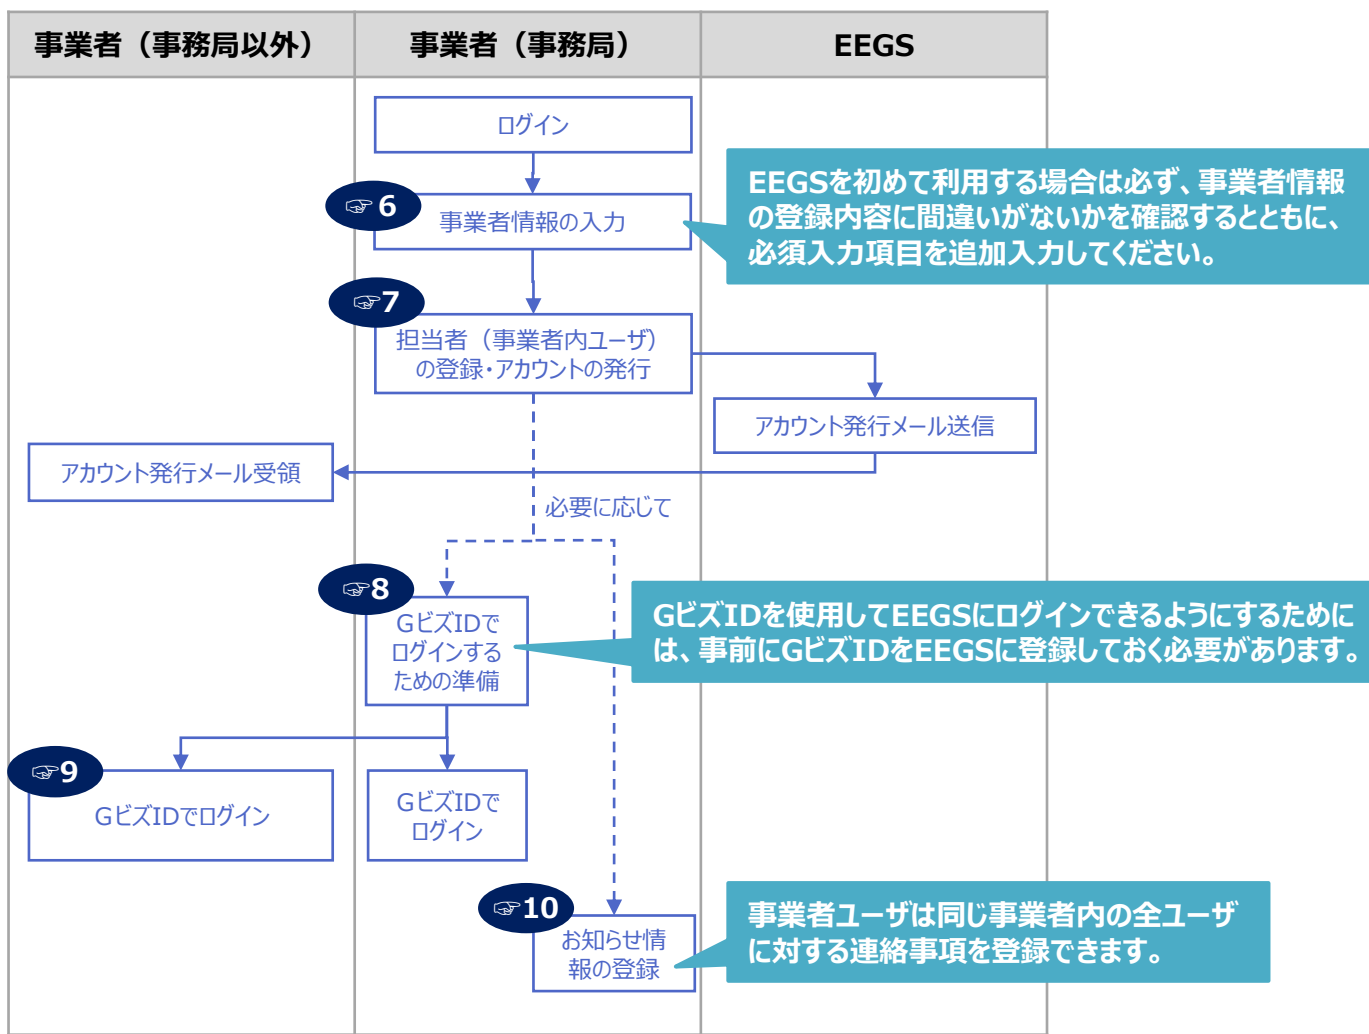 事業者（事務局以外）
事業者（事務局）
EEGS
ログイン
☞6
事業者情報の入力
EEGSを初めて利用する場合は必ず、事業者情報
の登録内容に間違いがないかを確認するとともに、
必須入力項目を追加入力してください。
☞7
担当者（事業者内ユーザ）
の登録・アカウントの発行
アカウント発行メール送信
アカウント発行メール受領
必要に応じて
☞8
GビズIDで
ログインする
ための準備
GビズIDを使用してEEGSにログインできるようにするために
は、事前にGビズIDをEEGSに登録しておく必要があります。
☞9
GビズIDでログイン
GビズIDで
ログイン
☞10
お知らせ情
報の登録
事業者ユーザは同じ事業者内の全ユーザ
に対する連絡事項を登録できます。